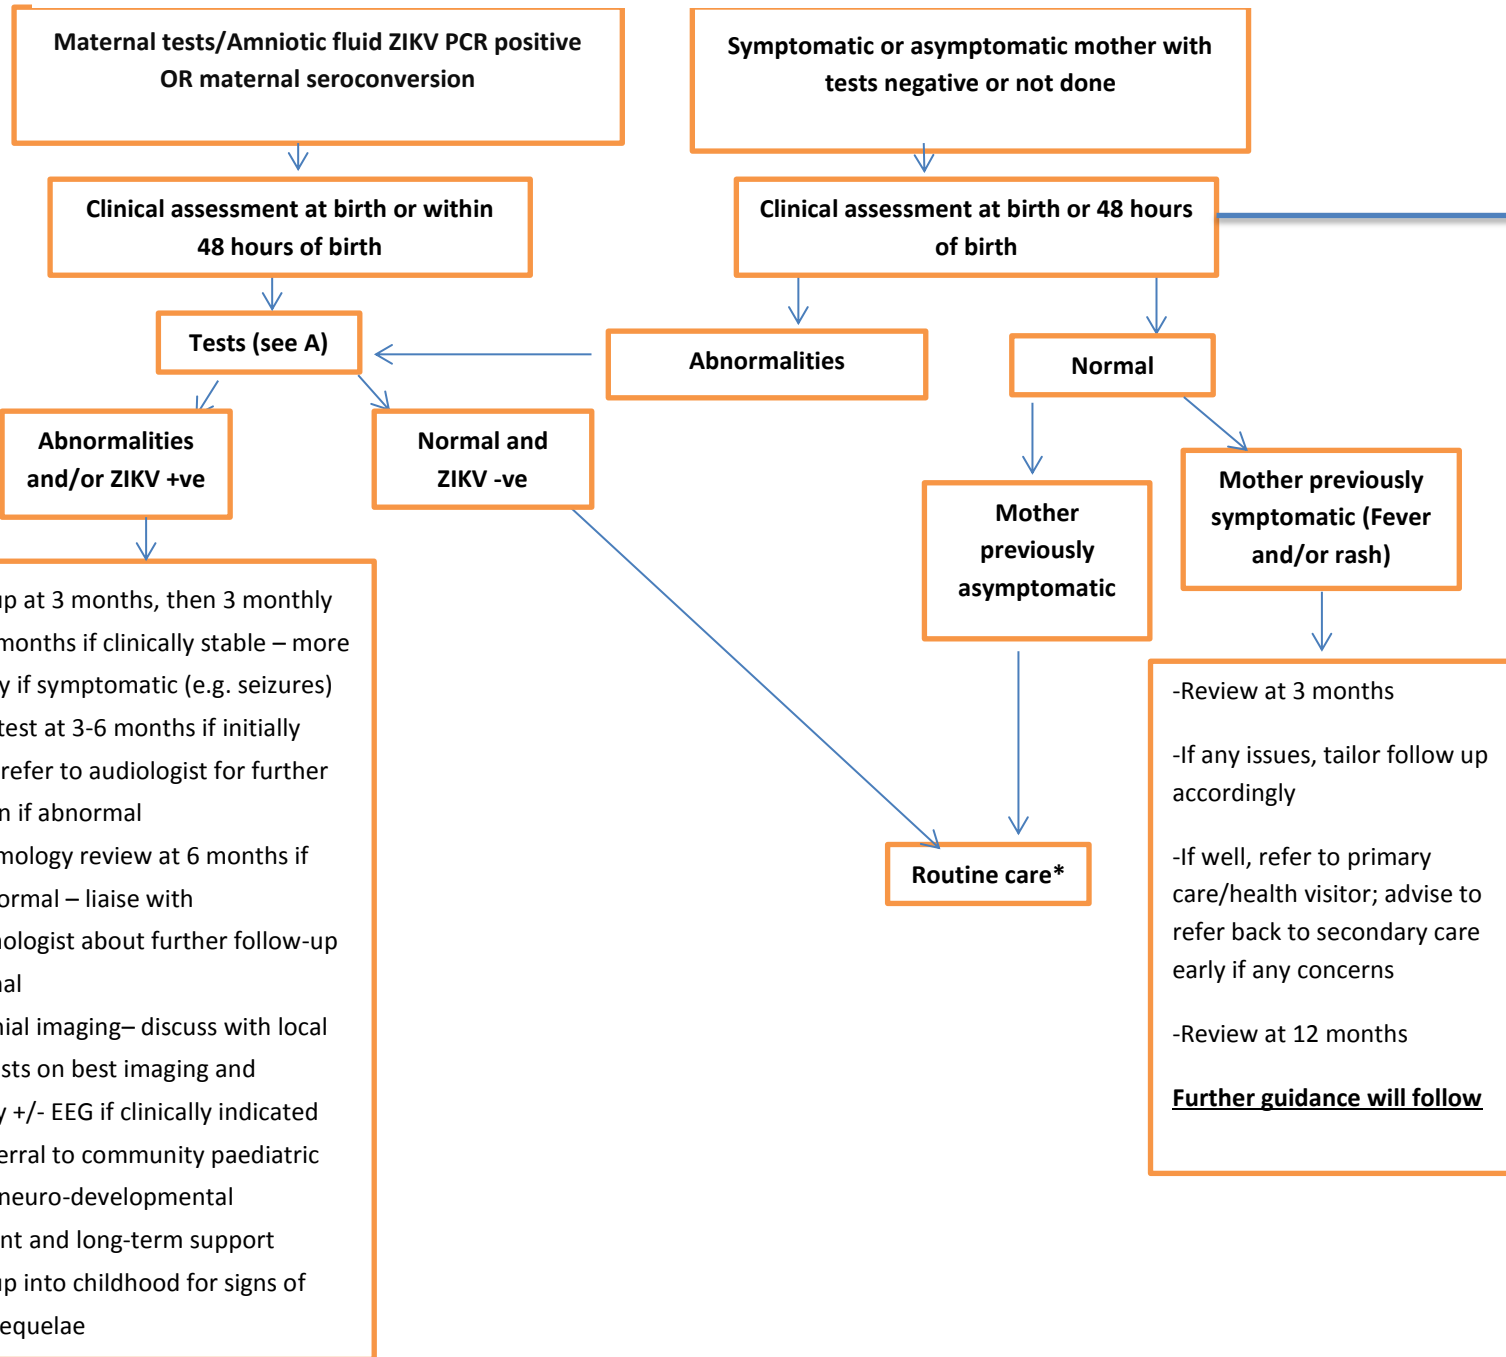 Maternal tests/Amniotic fluid ZIKV PCR positive
OR maternal seroconversion
Symptomatic or asymptomatic mother with
tests negative or not done
Clinical assessment at birth or within
48 hours of birth
Clinical assessment at birth or 48 hours
of birth
Tests (see A)
Abnormalities
Normal
Abnormalities
and/or ZIKV +ve
Normal and
ZIKV -ve
Mother
previously
asymptomatic
Mother previously
symptomatic (Fever
and/or rash)
up at 3 months, then 3 monthly
months if clinically stable – more
y if symptomatic (e.g. seizures)
test at 3-6 months if initially
refer to audiologist for further
n if abnormal
mology review at 6 months if
ormal – liaise with
nologist about further follow-up
nal
nial imaging– discuss with local
sts on best imaging and
y +/- EEG if clinically indicated
erral to community paediatric
neuro-developmental
nt and long-term support
up into childhood for signs of
equelae
Routine care*
-Review at 3 months
-If any issues, tailor follow up
accordingly
-If well, refer to primary
care/health visitor; advise to
refer back to secondary care
early if any concerns
-Review at 12 months
Further guidance will follow